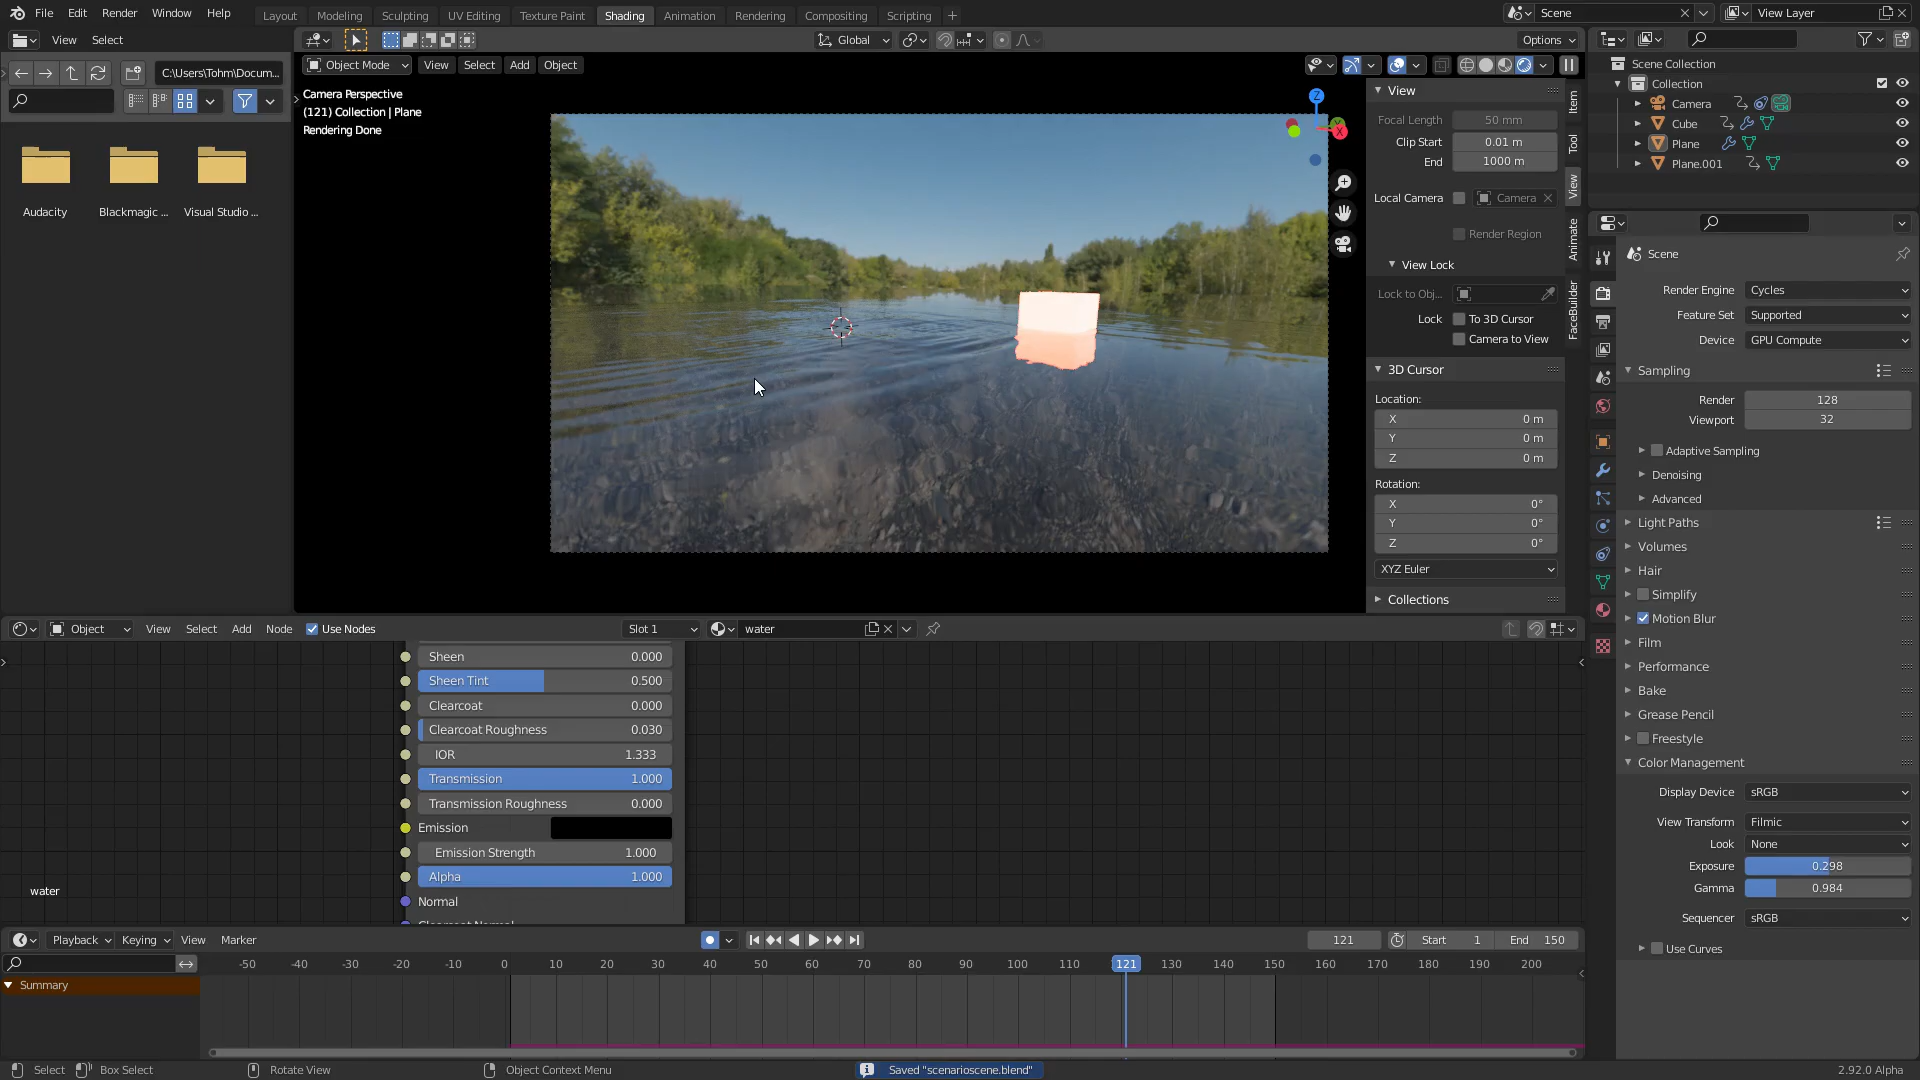 File Edit Render Window Help
Layout Modeling Sculpting UV Editing Texture Paint Shading Animation Rendering Compositing Scripting +
Scene
View Layer
View Select
Global
Options
C:\Users\Tohm\Docum...
Object Mode View Select Add Object
Camera Perspective
(121) Collection | Plane
Rendering Done
Audacity
Blackmagic ...
Visual Studio ...
Z
View
Focal Length 50 mm
Clip Start 0.01 m
End 1000 m
Local Camera Camera
Render Region
View Lock
Lock to Obj...
Lock To 3D Cursor
Camera to View
3D Cursor
Location:
X 0 m
Y 0 m
Z 0 m
Rotation:
X 0°
Y 0°
Z 0°
XYZ Euler
Collections
Item
Tool
View
Animate
FaceBuilder
Scene Collection
Collection
Camera
Cube
Plane
Plane.001
Scene
Render Engine Cycles
Feature Set Supported
Device GPU Compute
Sampling
Render 128
Viewport 32
Adaptive Sampling
Denoising
Advanced
Light Paths
Volumes
Hair
Simplify
Motion Blur
Film
Performance
Bake
Grease Pencil
Freestyle
Color Management
Display Device sRGB
View Transform Filmic
Look None
Exposure 0.298
Gamma 0.984
Sequencer sRGB
Use Curves
Object View Select Add Node Use Nodes Slot 1 water
Sheen 0.000
Sheen Tint 0.500
Clearcoat 0.000
Clearcoat Roughness 0.030
IOR 1.333
Transmission 1.000
Transmission Roughness 0.000
Emission
Emission Strength 1.000
Alpha 1.000
Normal
water
Playback Keying View Marker
121 Start 1 End 150
-50 -40 -30 -20 -10 0 10 20 30 40 50 60 70 80 90 100 110 121 130 140 150 160 170 180 190 200
Summary
Select Box Select Rotate View Object Context Menu Saved "scenarioscene.blend" 2.92.0 Alpha